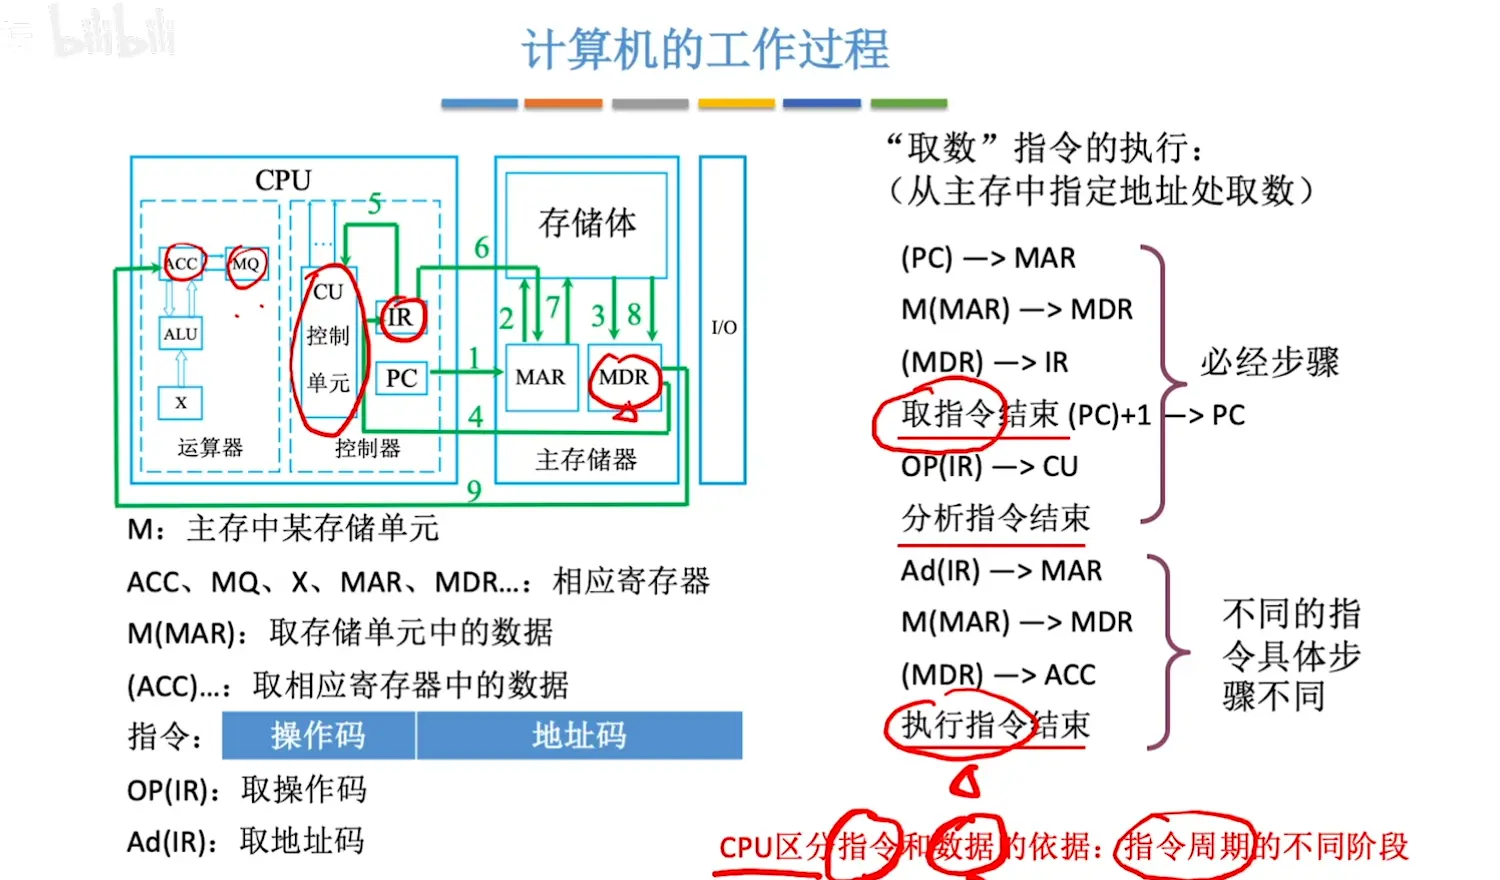 bilibili
计算机的工作过程
CPU
5
ACC
MQ
CU
控制
单元
IR
ALU
PC
X
运算器
控制器
6
存储体
2
7
3
8
1
MAR
MDR
4
主存储器
9
I/O
M：主存中某存储单元
ACC、MQ、X、MAR、MDR...：相应寄存器
M(MAR)：取存储单元中的数据
(ACC)...：取相应寄存器中的数据
指令： 操作码 地址码
OP(IR)：取操作码
Ad(IR)：取地址码
“取数”指令的执行：
（从主存中指定地址处取数）
(PC) —> MAR
M(MAR) —> MDR
(MDR) —> IR
取指令结束 (PC)+1 —> PC
OP(IR) —> CU
分析指令结束
必经步骤
Ad(IR) —> MAR
M(MAR) —> MDR
(MDR) —> ACC
执行指令结束
不同的指
令具体步
骤不同
CPU区分指令和数据的依据：指令周期的不同阶段